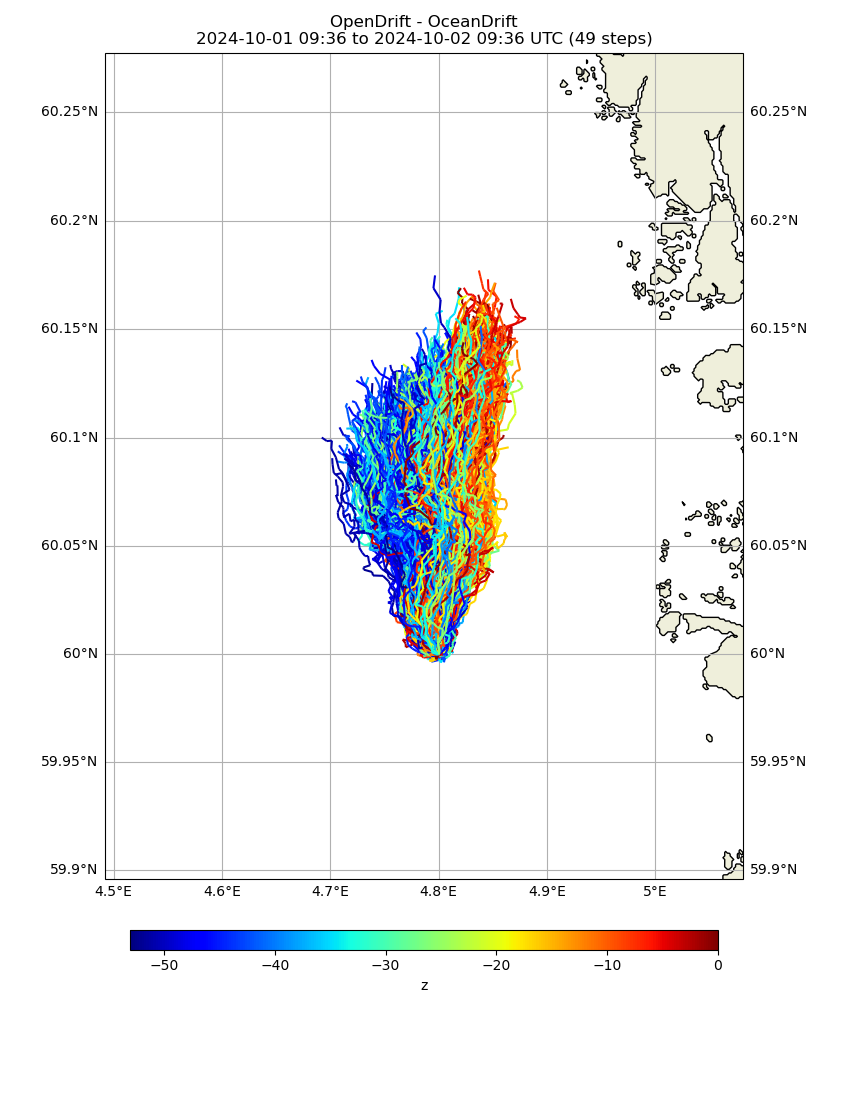 OpenDrift - OceanDrift
2024-10-01 09:36 to 2024-10-02 09:36 UTC (49 steps)
60.25°N 60.25°N
60.2°N 60.2°N
60.15°N 60.15°N
60.1°N 60.1°N
60.05°N 60.05°N
60°N 60°N
59.95°N 59.95°N
59.9°N 59.9°N
4.5°E 4.6°E 4.7°E 4.8°E 4.9°E 5°E
−50 −40 −30 −20 −10 0
z